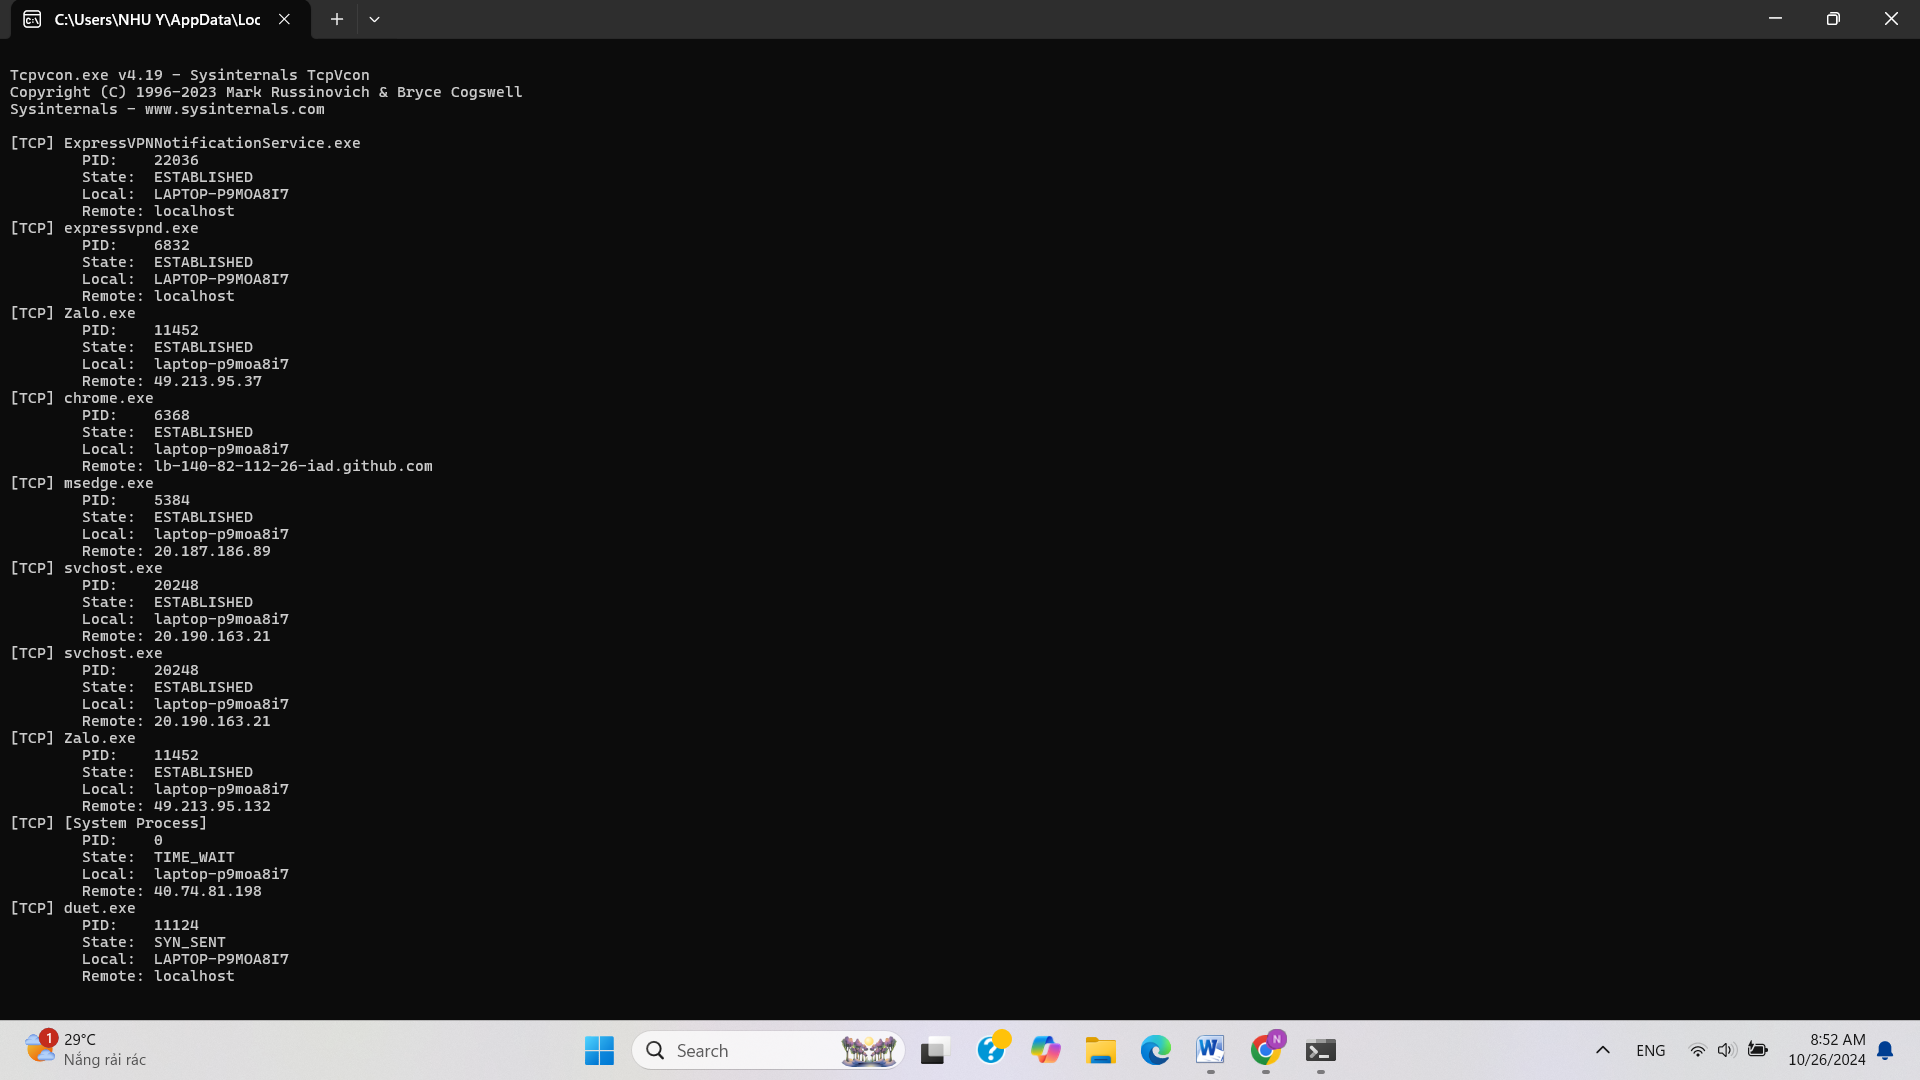 C:\Users\NHU Y\AppData\Loc
Tcpvcon.exe v4.19 - Sysinternals TcpVcon
Copyright (C) 1996-2023 Mark Russinovich & Bryce Cogswell
Sysinternals - www.sysinternals.com
[TCP] ExpressVPNNotificationService.exe
PID: 22036
State: ESTABLISHED
Local: LAPTOP-P9MOA8I7
Remote: localhost
[TCP] expressvpnd.exe
PID: 6832
State: ESTABLISHED
Local: LAPTOP-P9MOA8I7
Remote: localhost
[TCP] Zalo.exe
PID: 11452
State: ESTABLISHED
Local: laptop-p9moa8i7
Remote: 49.213.95.37
[TCP] chrome.exe
PID: 6368
State: ESTABLISHED
Local: laptop-p9moa8i7
Remote: lb-140-82-112-26-iad.github.com
[TCP] msedge.exe
PID: 5384
State: ESTABLISHED
Local: laptop-p9moa8i7
Remote: 20.187.186.89
[TCP] svchost.exe
PID: 20248
State: ESTABLISHED
Local: laptop-p9moa8i7
Remote: 20.190.163.21
[TCP] svchost.exe
PID: 20248
State: ESTABLISHED
Local: laptop-p9moa8i7
Remote: 20.190.163.21
[TCP] Zalo.exe
PID: 11452
State: ESTABLISHED
Local: laptop-p9moa8i7
Remote: 49.213.95.132
[TCP] [System Process]
PID: 0
State: TIME_WAIT
Local: laptop-p9moa8i7
Remote: 40.74.81.198
[TCP] duet.exe
PID: 11124
State: SYN_SENT
Local: LAPTOP-P9MOA8I7
Remote: localhost
1
29°C
Nắng rải rác
Search
N
ENG
8:52 AM
10/26/2024